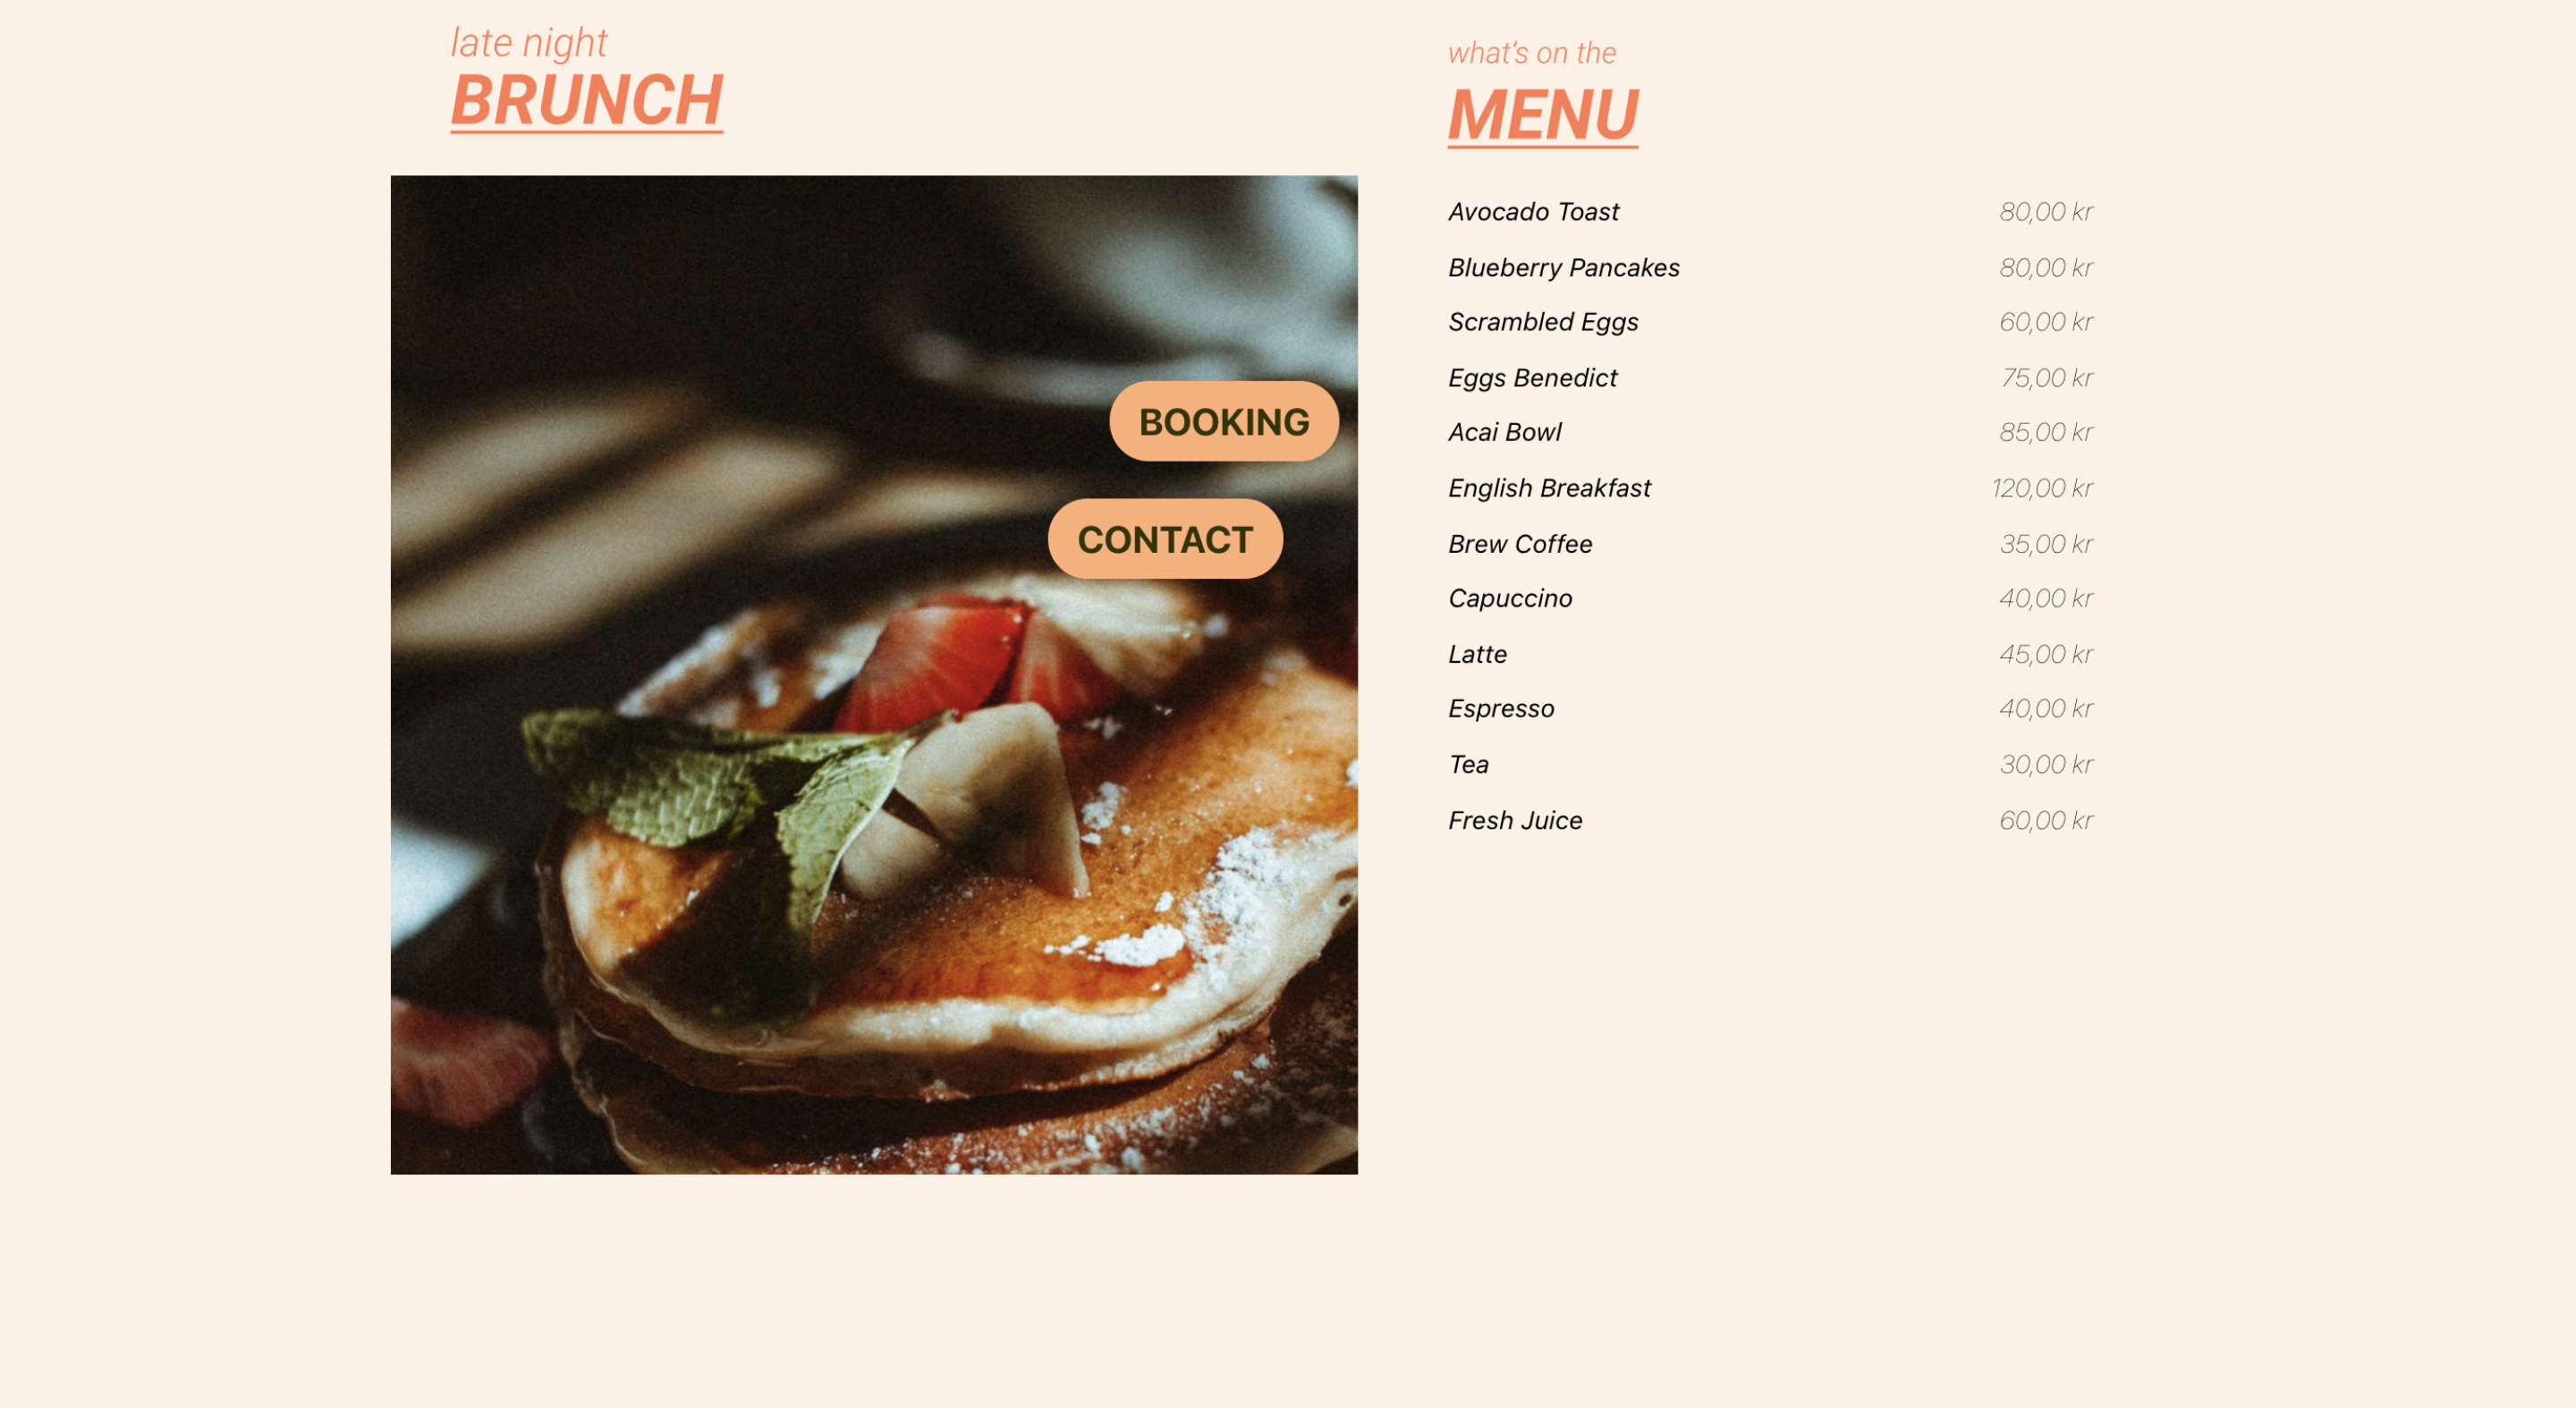 late night
BRUNCH
BOOKING
CONTACT
what's on the
MENU
Avocado Toast 80,00 kr
Blueberry Pancakes 80,00 kr
Scrambled Eggs 60,00 kr
Eggs Benedict 75,00 kr
Acai Bowl 85,00 kr
English Breakfast 120,00 kr
Brew Coffee 35,00 kr
Capuccino 40,00 kr
Latte 45,00 kr
Espresso 40,00 kr
Tea 30,00 kr
Fresh Juice 60,00 kr